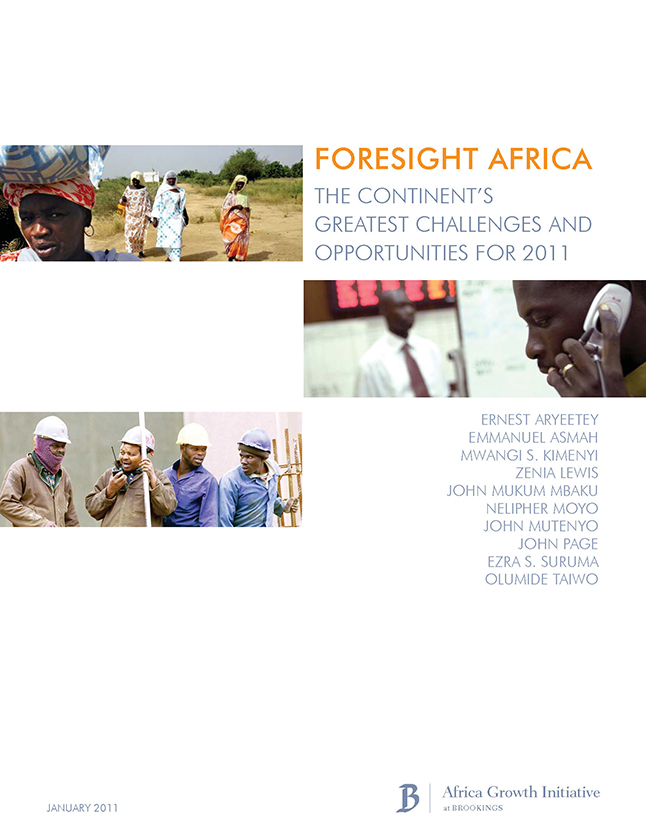 FORESIGHT AFRICA
THE CONTINENT'S
GREATEST CHALLENGES AND
OPPORTUNITIES FOR 2011
ERNEST ARYEETEY
EMMANUEL ASMAH
MWANGI S. KIMENYI
ZENIA LEWIS
JOHN MUKUM MBAKU
NELIPHER MOYO
JOHN MUTENYO
JOHN PAGE
EZRA S. SURUMA
OLUMIDE TAIWO
JANUARY 2011
B
Africa Growth Initiative
at BROOKINGS